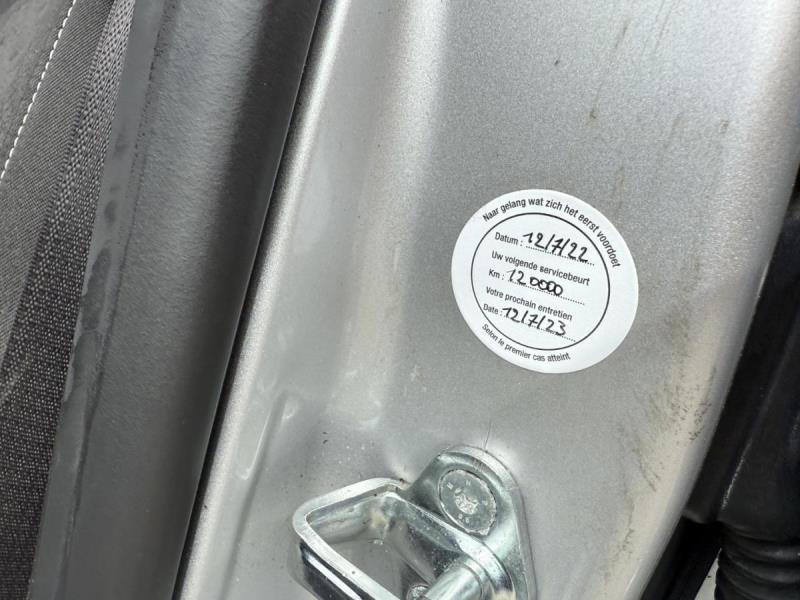 Naar gelang wat zich het eerst voordoet
Datum : 12/7/22
Uw volgende servicebeurt
Km : 120000
Votre prochain entretien
Date : 12/7/23
Selon le premier cas atteint